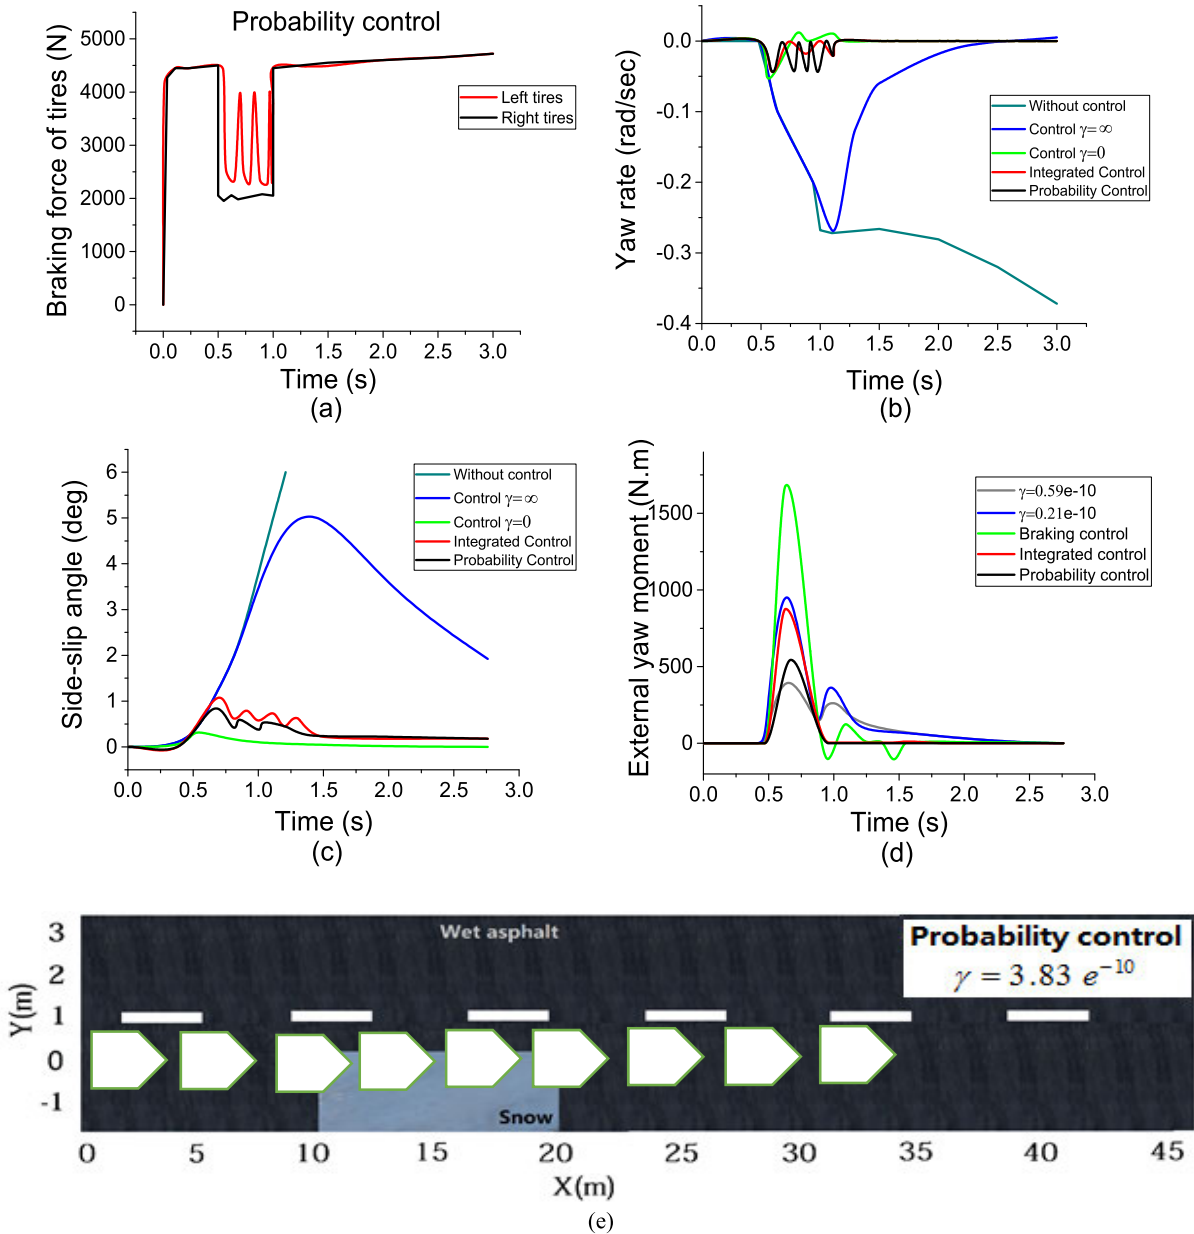 Probability control
Braking force of tires (N)
5000
4000
3000
2000
1000
0
Left tires
Right tires
0.0 0.5 1.0 1.5 2.0 2.5 3.0
Time (s)
(a)
Yaw rate (rad/sec)
0.0
-0.1
-0.2
-0.3
-0.4
Without control
Control γ=∞
Control γ=0
Integrated Control
Probability Control
0.0 0.5 1.0 1.5 2.0 2.5 3.0
Time (s)
(b)
Side-slip angle (deg)
6
5
4
3
2
1
0
Without control
Control γ=∞
Control γ=0
Integrated Control
Probability Control
0.0 0.5 1.0 1.5 2.0 2.5 3.0
Time (s)
(c)
External yaw moment (N.m)
1500
1000
500
0
γ=0.59e-10
γ=0.21e-10
Braking control
Integrated control
Probability control
0.0 0.5 1.0 1.5 2.0 2.5 3.0
Time (s)
(d)
Y(m)
3
2
1
0
-1
Wet asphalt
Probability control
γ = 3.83 e⁻¹⁰
Snow
0 5 10 15 20 25 30 35 40 45
X(m)
(e)